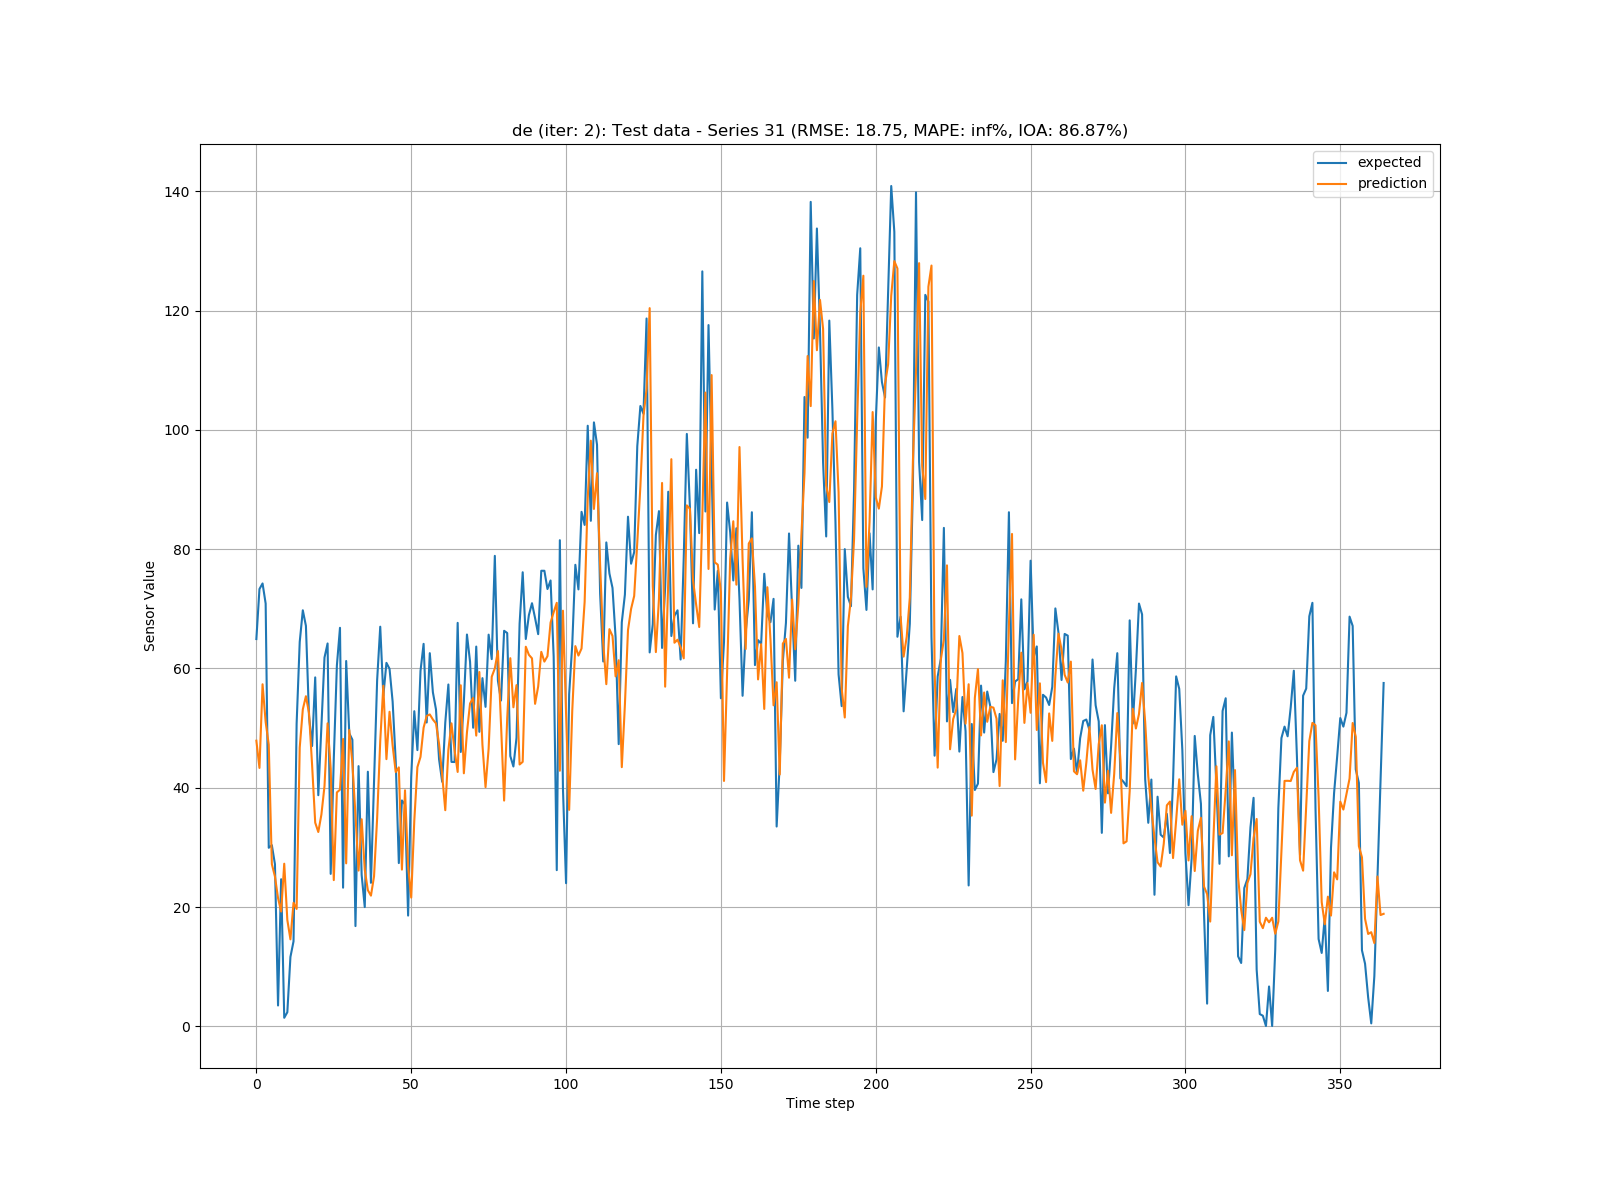 de (iter: 2): Test data - Series 31 (RMSE: 18.75, MAPE: inf%, IOA: 86.87%)
expected
prediction
140
120
100
80
60
40
20
0
Sensor Value
0 50 100 150 200 250 300 350
Time step